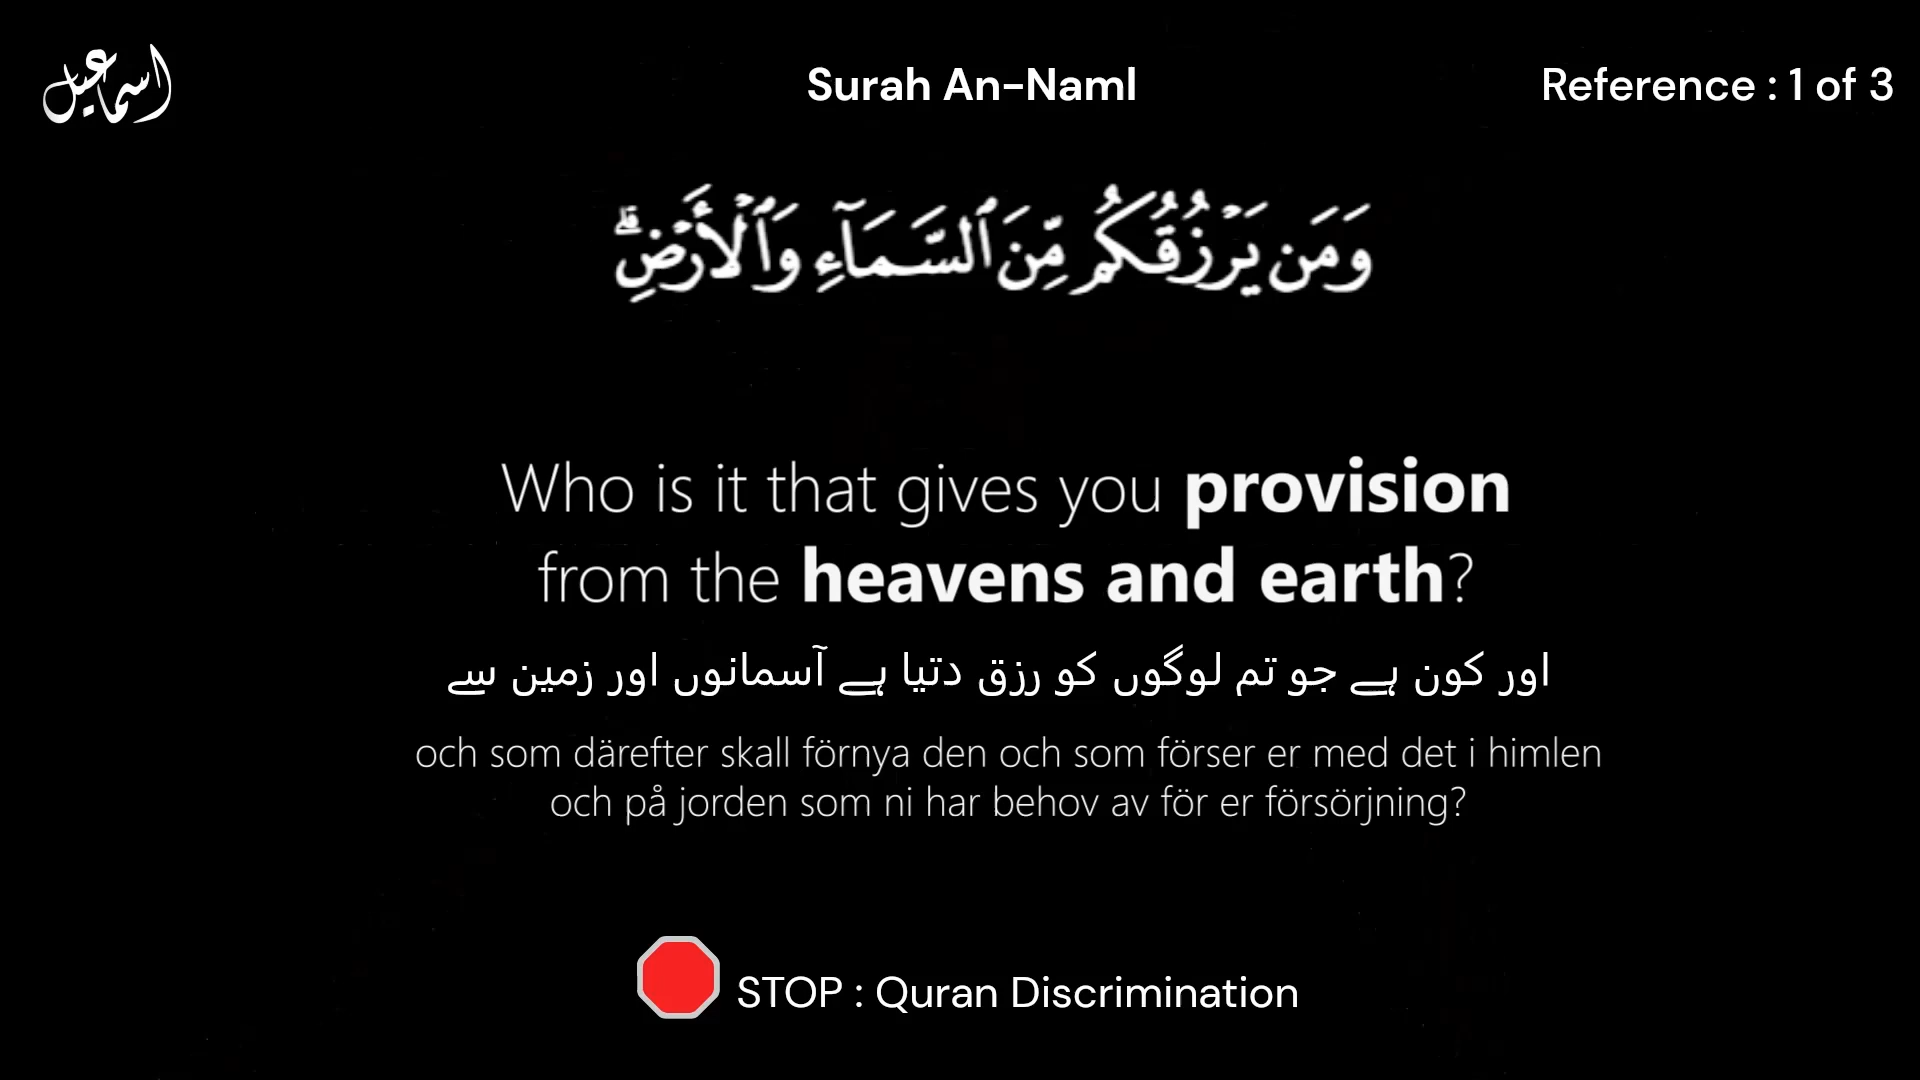 اسماعيل
Surah An-Naml
Reference : 1 of 3
وَمَن يَرْزُقُكُم مِّنَ ٱلسَّمَآءِ وَٱلْأَرْضِ ۗ
Who is it that gives you provision
from the heavens and earth?
اور کون ہے جو تم لوگوں کو رزق دتیا ہے آسمانوں اور زمین سے
och som därefter skall förnya den och som förser er med det i himlen
och på jorden som ni har behov av för er försörjning?
STOP : Quran Discrimination